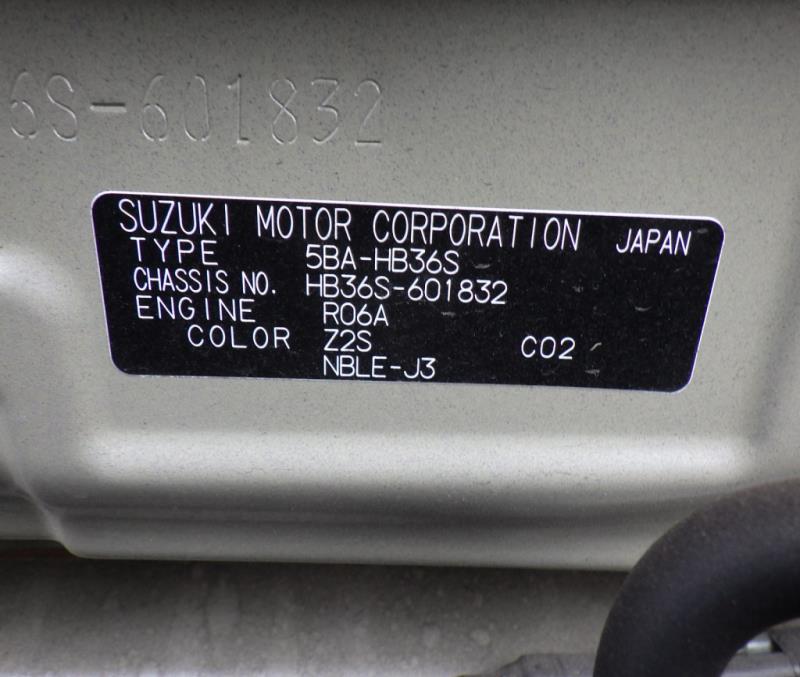 6S-601832
SUZUKI MOTOR CORPORATION JAPAN
TYPE 5BA-HB36S
CHASSIS NO. HB36S-601832
ENGINE R06A
COLOR Z2S C02
NBLE-J3